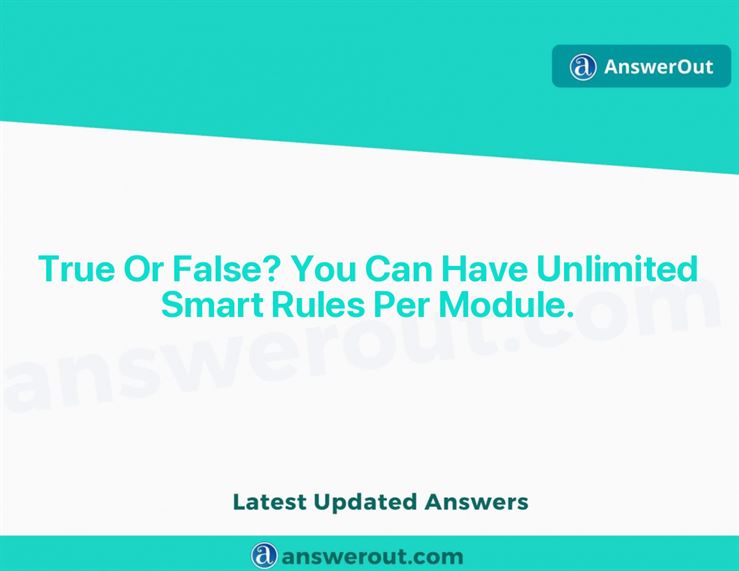 AnswerOut
True Or False? You Can Have Unlimited
Smart Rules Per Module.
answerout.com
Latest Updated Answers
answerout.com